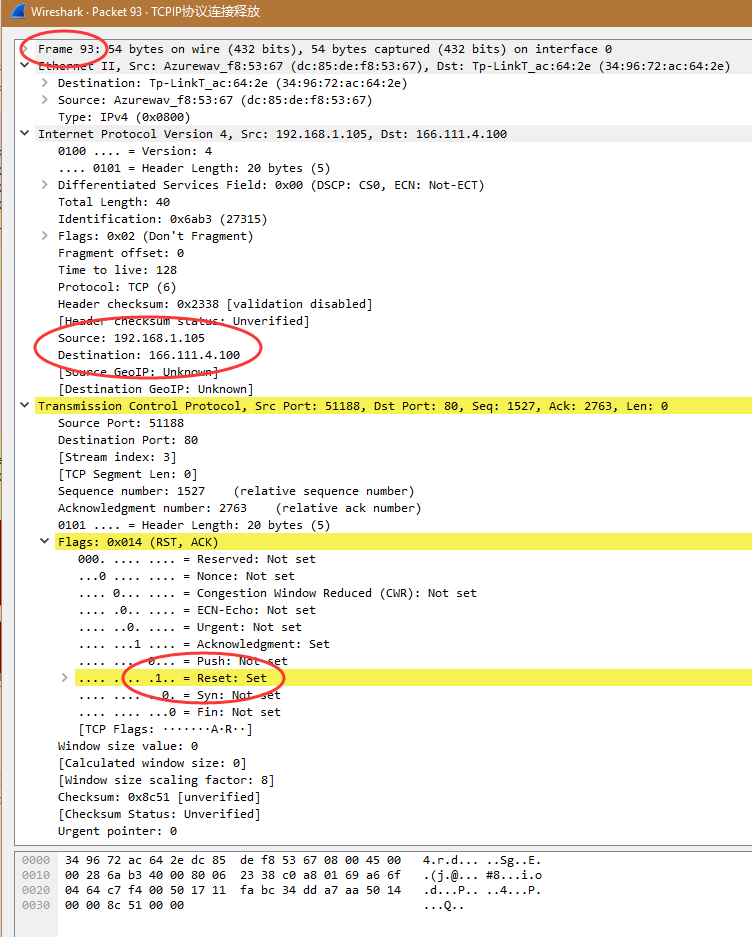 Wireshark · Packet 93 · TCPIP协议连接释放
Frame 93: 54 bytes on wire (432 bits), 54 bytes captured (432 bits) on interface 0
Ethernet II, Src: Azurewav_f8:53:67 (dc:85:de:f8:53:67), Dst: Tp-LinkT_ac:64:2e (34:96:72:ac:64:2e)
Destination: Tp-LinkT_ac:64:2e (34:96:72:ac:64:2e)
Source: Azurewav_f8:53:67 (dc:85:de:f8:53:67)
Type: IPv4 (0x0800)
Internet Protocol Version 4, Src: 192.168.1.105, Dst: 166.111.4.100
0100 .... = Version: 4
.... 0101 = Header Length: 20 bytes (5)
Differentiated Services Field: 0x00 (DSCP: CS0, ECN: Not-ECT)
Total Length: 40
Identification: 0x6ab3 (27315)
Flags: 0x02 (Don't Fragment)
Fragment offset: 0
Time to live: 128
Protocol: TCP (6)
Header checksum: 0x2338 [validation disabled]
[Header checksum status: Unverified]
Source: 192.168.1.105
Destination: 166.111.4.100
[Source GeoIP: Unknown]
[Destination GeoIP: Unknown]
Transmission Control Protocol, Src Port: 51188, Dst Port: 80, Seq: 1527, Ack: 2763, Len: 0
Source Port: 51188
Destination Port: 80
[Stream index: 3]
[TCP Segment Len: 0]
Sequence number: 1527    (relative sequence number)
Acknowledgment number: 2763    (relative ack number)
0101 .... = Header Length: 20 bytes (5)
Flags: 0x014 (RST, ACK)
000. .... .... = Reserved: Not set
...0 .... .... = Nonce: Not set
.... 0... .... = Congestion Window Reduced (CWR): Not set
.... .0.. .... = ECN-Echo: Not set
.... ..0. .... = Urgent: Not set
.... ...1 .... = Acknowledgment: Set
.... .... 0... = Push: Not set
.... .... .1.. = Reset: Set
.... .... ..0. = Syn: Not set
.... .... ...0 = Fin: Not set
[TCP Flags: ·······A·R··]
Window size value: 0
[Calculated window size: 0]
[Window size scaling factor: 8]
Checksum: 0x8c51 [unverified]
[Checksum Status: Unverified]
Urgent pointer: 0
0000  34 96 72 ac 64 2e dc 85  de f8 53 67 08 00 45 00   4.r.d... ..Sg..E.
0010  00 28 6a b3 40 00 80 06  23 38 c0 a8 01 69 a6 6f   .(j.@... #8...i.o
0020  04 64 c7 f4 00 50 17 11  fa bc 34 dd a7 aa 50 14   .d...P.. ..4...P.
0030  00 00 8c 51 00 00   ...Q..